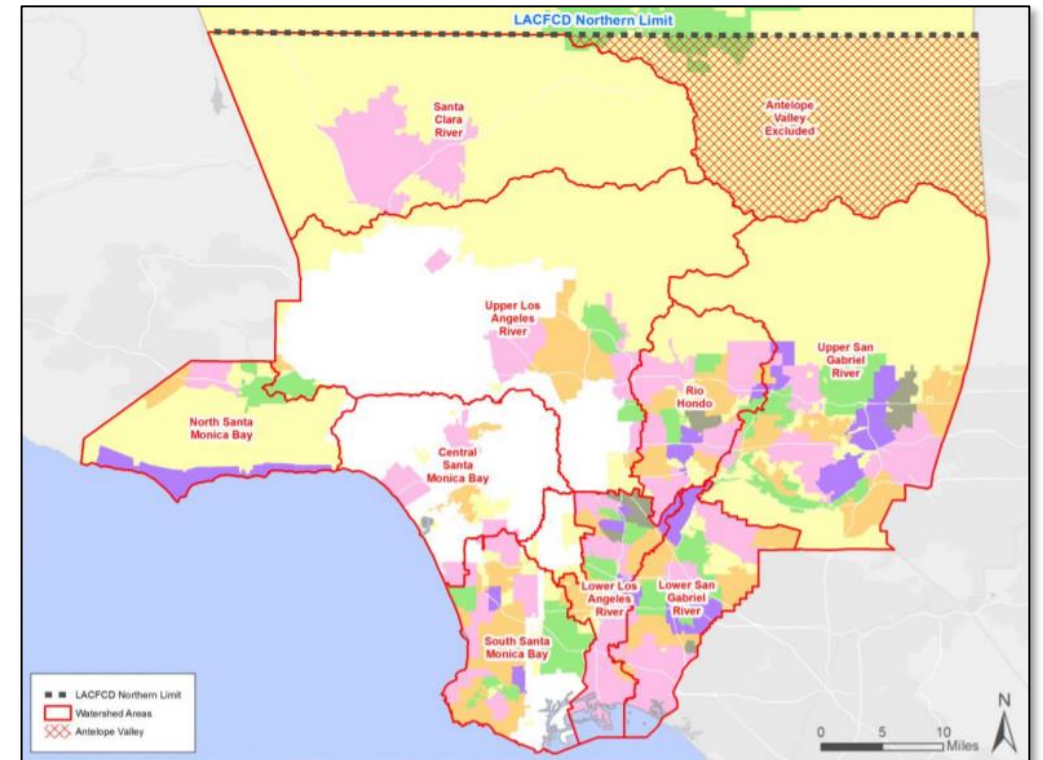 LACFCD Northern Limit
Santa
Clara
River
Antelope
Valley
Excluded
Upper Los
Angeles
River
Upper San
Gabriel
River
Rio
Hondo
North Santa
Monica Bay
Central
Santa
Monica Bay
Lower Los
Angeles
River
Lower San
Gabriel
River
South Santa
Monica Bay
LACFCD Northern Limit
Watershed Areas
Antelope Valley
N
0 5 10
Miles